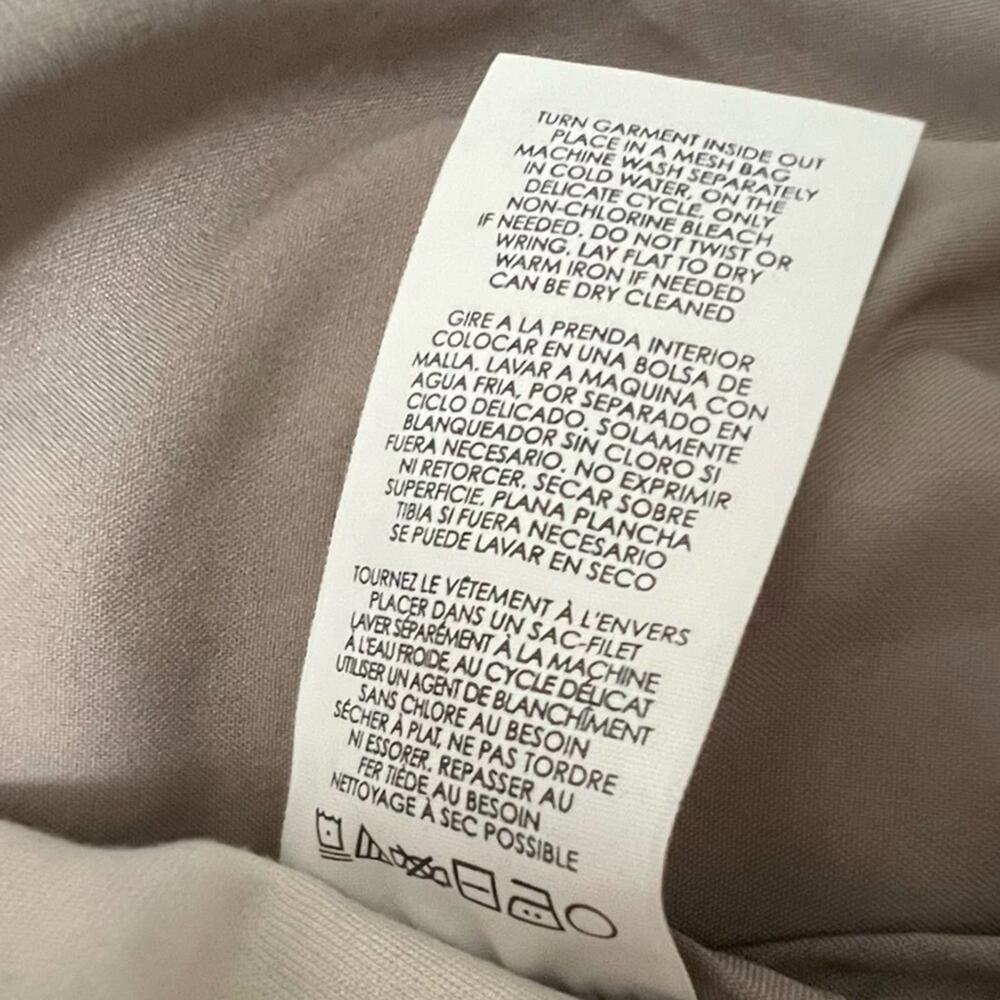 TURN GARMENT INSIDE OUT
PLACE IN A MESH BAG
MACHINE WASH SEPARATELY
IN COLD WATER, ON THE
DELICATE CYCLE. ONLY
NON-CHLORINE BLEACH
IF NEEDED. DO NOT TWIST OR
WRING. LAY FLAT TO DRY
WARM IRON IF NEEDED
CAN BE DRY CLEANED
GIRE A LA PRENDA INTERIOR
COLOCAR EN UNA BOLSA DE
MALLA. LAVAR A MAQUINA CON
AGUA FRIA, POR SEPARADO EN
CICLO DELICADO. SOLAMENTE
BLANQUEADOR SIN CLORO SI
FUERA NECESARIO. NO EXPRIMIR
NI RETORCER. SECAR SOBRE
SUPERFICIE. PLANA PLANCHA
TIBIA SI FUERA NECESARIO
SE PUEDE LAVAR EN SECO
TOURNEZ LE VÊTEMENT À L'ENVERS
PLACER DANS UN SAC-FILET
LAVER SÉPARÉMENT À LA MACHINE
À L'EAU FROIDE, AU CYCLE DÉLICAT
UTILISER UN AGENT DE BLANCHÎMENT
SANS CHLORE AU BESOIN
SÉCHER À PLAT, NE PAS TORDRE
NI ESSORER. REPASSER AU
FER TIÈDE AU BESOIN
NETTOYAGE À SEC POSSIBLE